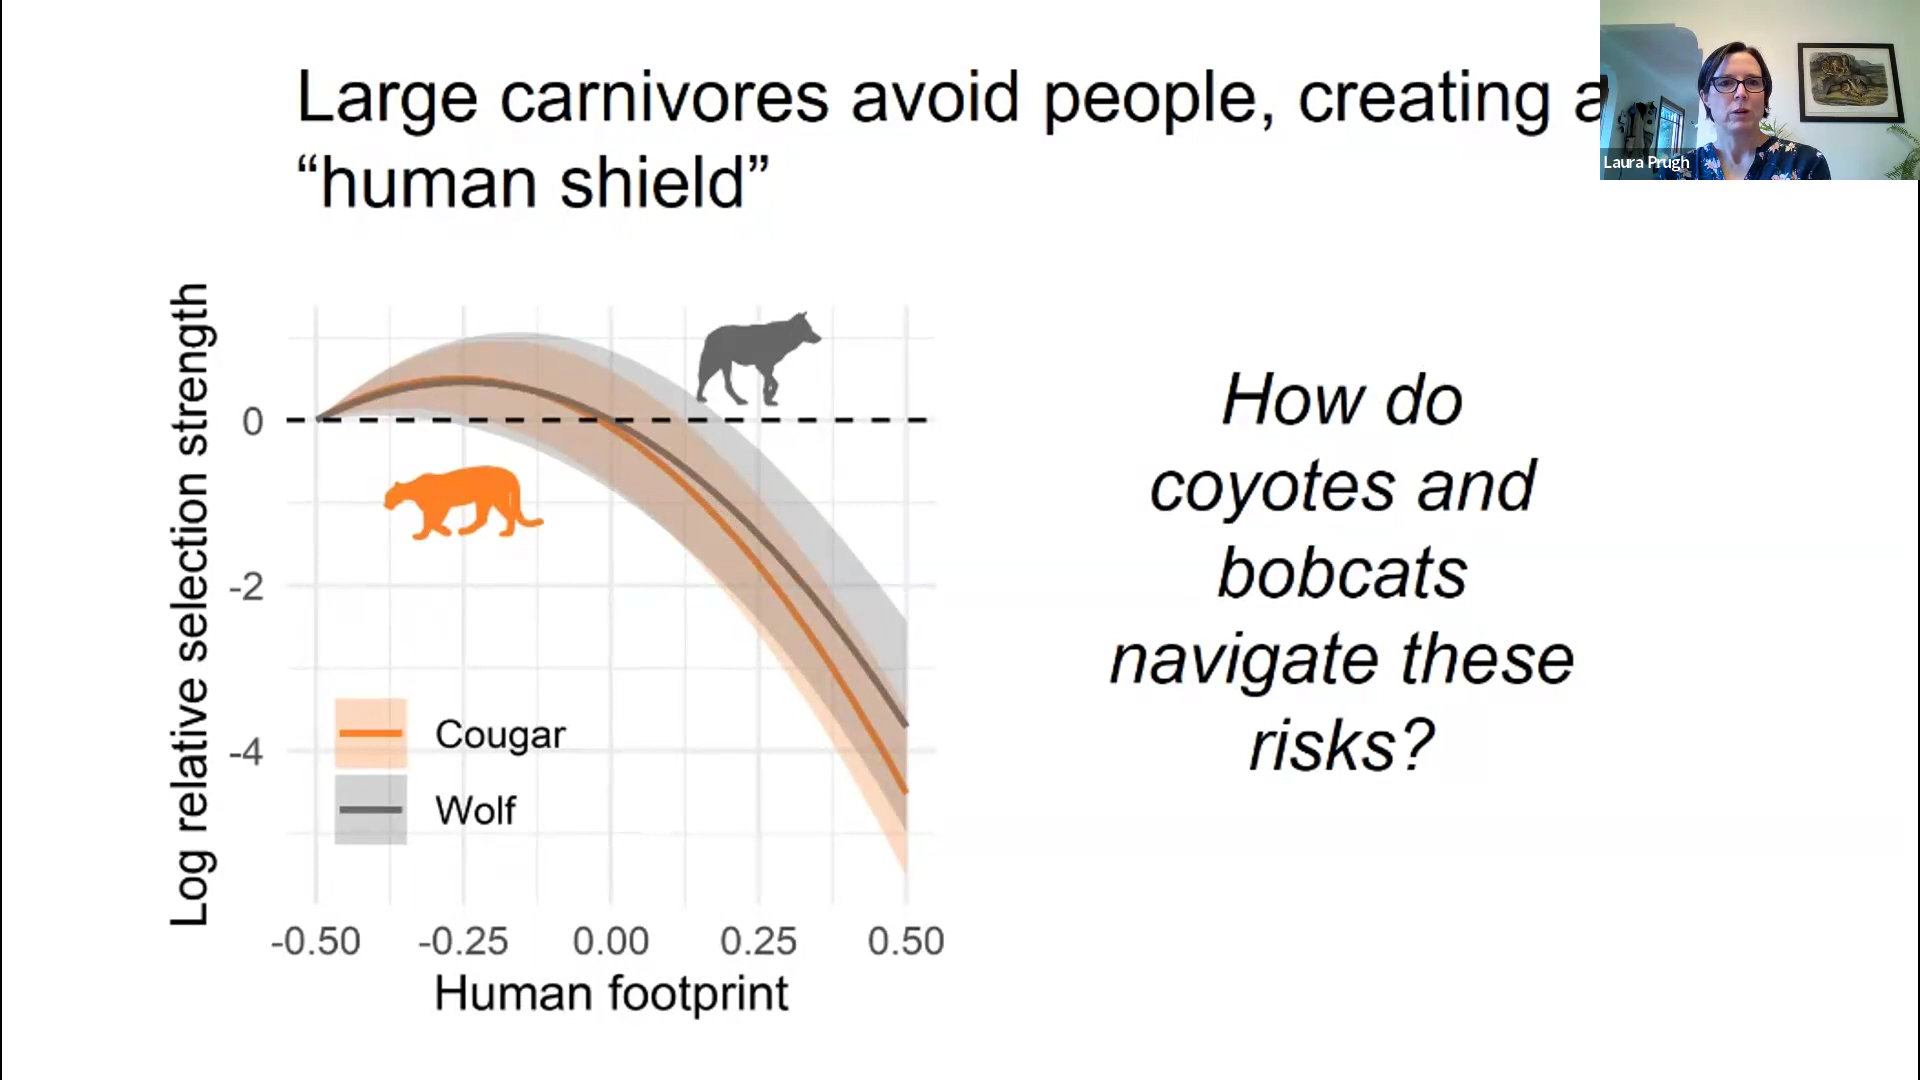 Large carnivores avoid people, creating a
“human shield”
Laura Prugh
Log relative selection strength
0
-2
-4
Cougar
Wolf
-0.50 -0.25 0.00 0.25 0.50
Human footprint
How do
coyotes and
bobcats
navigate these
risks?